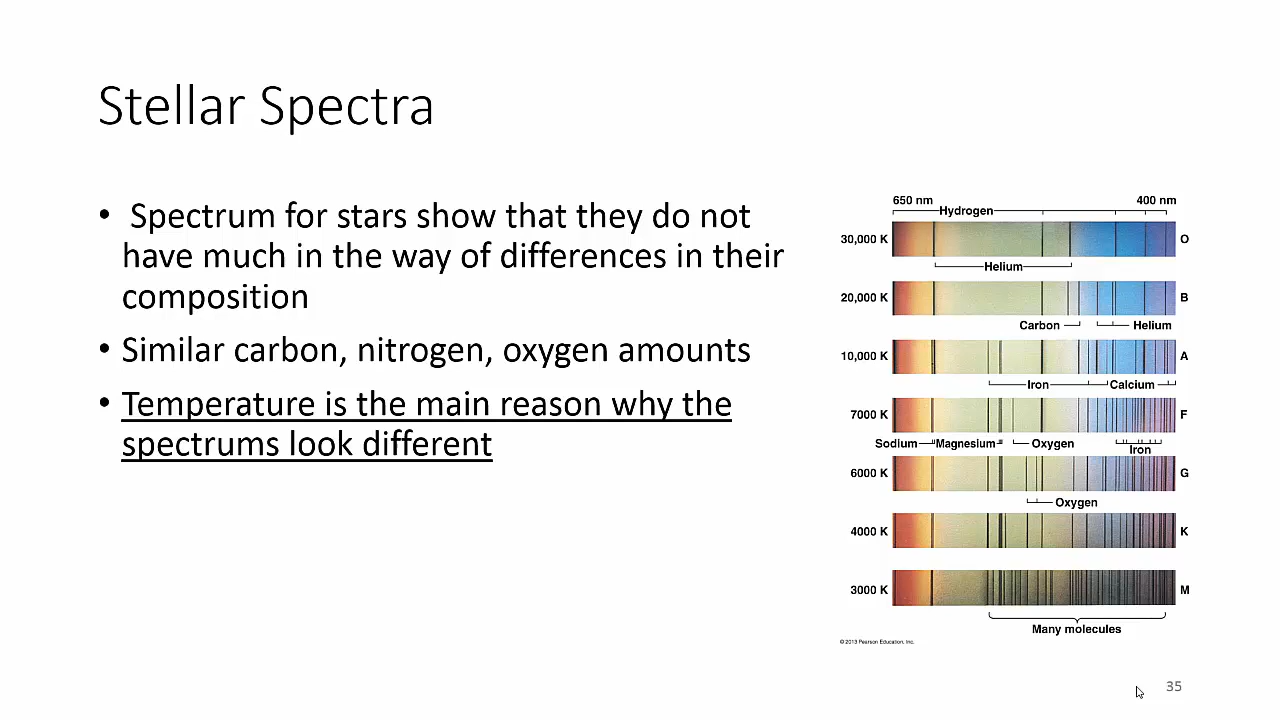 Stellar Spectra
• Spectrum for stars show that they do not
have much in the way of differences in their
composition
• Similar carbon, nitrogen, oxygen amounts
• Temperature is the main reason why the
spectrums look different
650 nm 400 nm
Hydrogen
30,000 K O
Helium
20,000 K B
Carbon Helium
10,000 K A
Iron Calcium
7000 K F
Sodium Magnesium Oxygen
Iron
6000 K G
Oxygen
4000 K K
3000 K M
Many molecules
© 2013 Pearson Education, Inc.
35